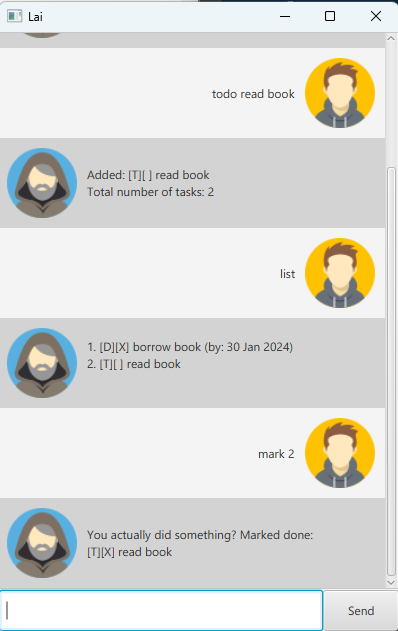 Lai
todo read book
Added: [T][ ] read book
Total number of tasks: 2
list
1. [D][X] borrow book (by: 30 Jan 2024)
2. [T][ ] read book
mark 2
You actually did something? Marked done:
[T][X] read book
Send